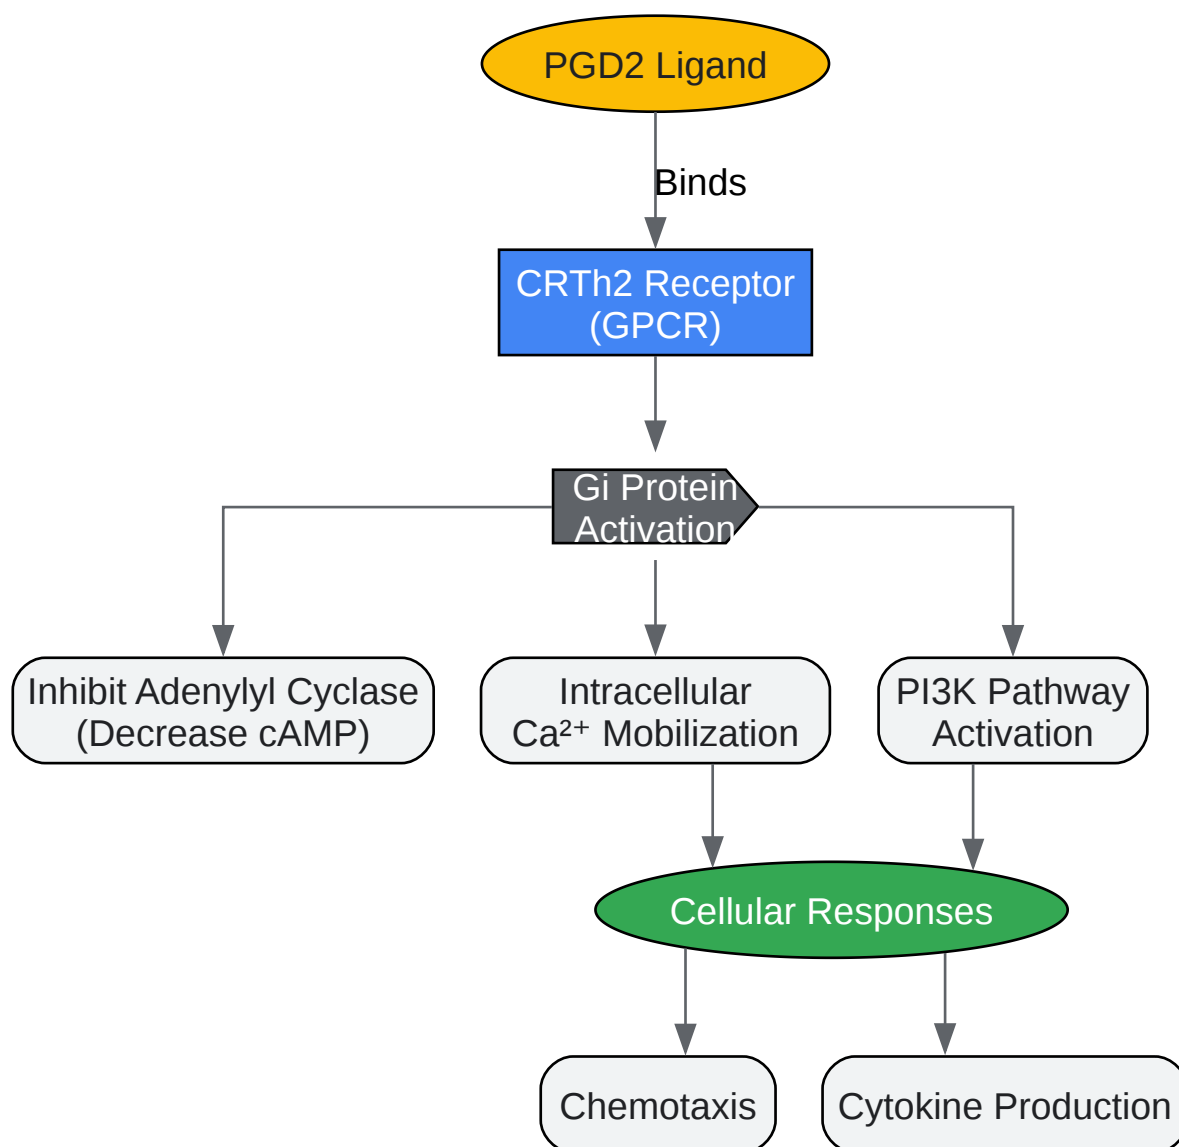 PGD2 Ligand
Binds
CRTh2 Receptor
(GPCR)
Gi Protein
Activation
Inhibit Adenylyl Cyclase
(Decrease cAMP)
Intracellular
Ca²⁺ Mobilization
PI3K Pathway
Activation
Cellular Responses
Chemotaxis
Cytokine Production